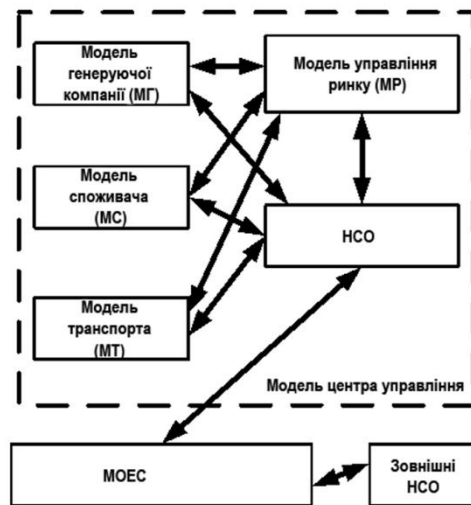 Модель
генеруючої
компанії (МГ)
Модель управління
ринку (МР)
Модель
споживача
(МС)
НСО
Модель
транспорта
(МТ)
Модель центра управління
МОЕС
Зовнішні
НСО